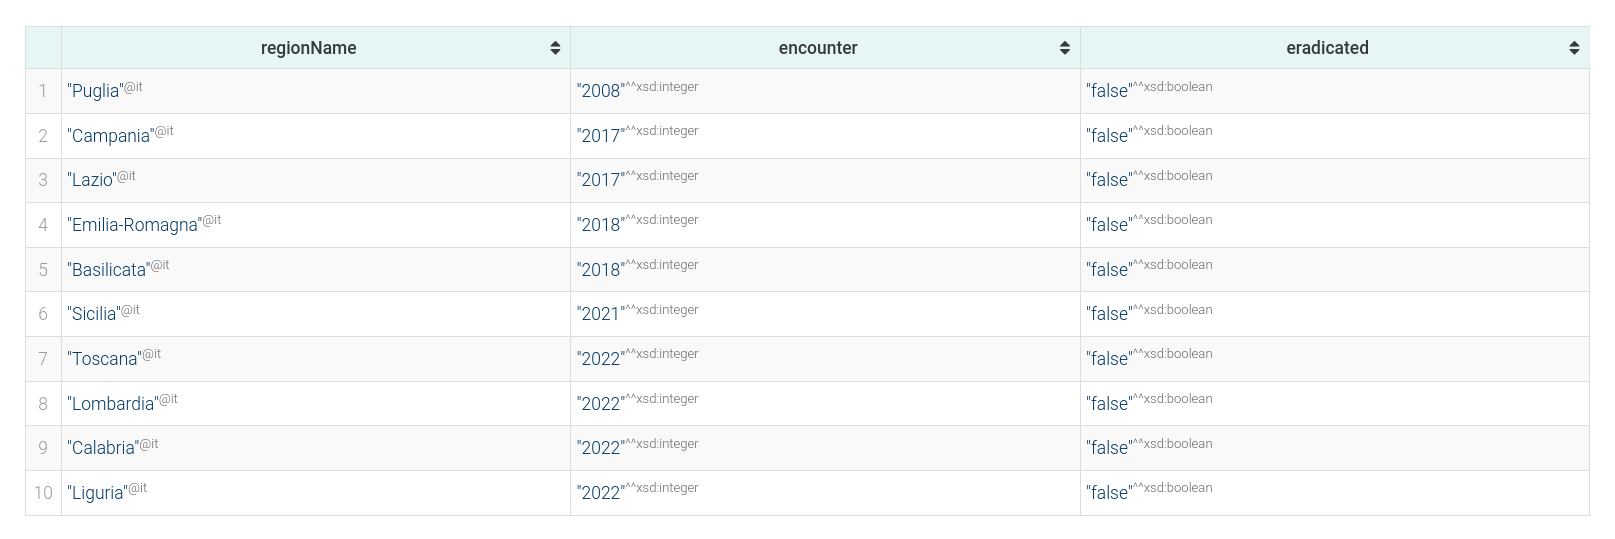 regionName encounter eradicated
1 "Puglia"@it "2008"^^xsd:integer "false"^^xsd:boolean
2 "Campania"@it "2017"^^xsd:integer "false"^^xsd:boolean
3 "Lazio"@it "2017"^^xsd:integer "false"^^xsd:boolean
4 "Emilia-Romagna"@it "2018"^^xsd:integer "false"^^xsd:boolean
5 "Basilicata"@it "2018"^^xsd:integer "false"^^xsd:boolean
6 "Sicilia"@it "2021"^^xsd:integer "false"^^xsd:boolean
7 "Toscana"@it "2022"^^xsd:integer "false"^^xsd:boolean
8 "Lombardia"@it "2022"^^xsd:integer "false"^^xsd:boolean
9 "Calabria"@it "2022"^^xsd:integer "false"^^xsd:boolean
10 "Liguria"@it "2022"^^xsd:integer "false"^^xsd:boolean